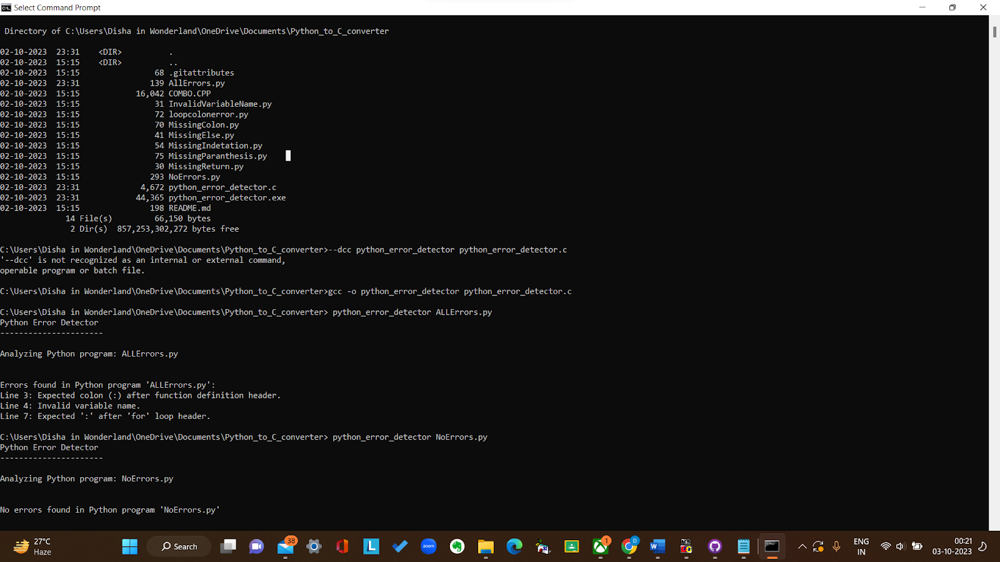 Select Command Prompt
Directory of C:\Users\Disha in Wonderland\OneDrive\Documents\Python_to_C_converter
02-10-2023  23:31    <DIR>          .
02-10-2023  15:15    <DIR>          ..
02-10-2023  15:15                68 .gitattributes
02-10-2023  23:31               139 AllErrors.py
02-10-2023  15:15            16,042 COMBO.CPP
02-10-2023  15:15                31 InvalidVariableName.py
02-10-2023  15:15                72 loopcolonerror.py
02-10-2023  15:15                70 MissingColon.py
02-10-2023  15:15                41 MissingElse.py
02-10-2023  15:15                54 MissingIndetation.py
02-10-2023  15:15                75 MissingParanthesis.py
02-10-2023  15:15                30 MissingReturn.py
02-10-2023  15:15               293 NoErrors.py
02-10-2023  23:31             4,672 python_error_detector.c
02-10-2023  23:31            44,365 python_error_detector.exe
02-10-2023  15:15               198 README.md
14 File(s)         66,150 bytes
2 Dir(s)  857,253,302,272 bytes free
C:\Users\Disha in Wonderland\OneDrive\Documents\Python_to_C_converter>--dcc python_error_detector python_error_detector.c
'--dcc' is not recognized as an internal or external command,
operable program or batch file.
C:\Users\Disha in Wonderland\OneDrive\Documents\Python_to_C_converter>gcc -o python_error_detector python_error_detector.c
C:\Users\Disha in Wonderland\OneDrive\Documents\Python_to_C_converter> python_error_detector ALLErrors.py
Python Error Detector
----------------------
Analyzing Python program: ALLErrors.py
Errors found in Python program 'ALLErrors.py':
Line 3: Expected colon (:) after function definition header.
Line 4: Invalid variable name.
Line 7: Expected ':' after 'for' loop header.
C:\Users\Disha in Wonderland\OneDrive\Documents\Python_to_C_converter> python_error_detector NoErrors.py
Python Error Detector
----------------------
Analyzing Python program: NoErrors.py
No errors found in Python program 'NoErrors.py'
27°C
Haze
Search
38
L
zoom
1
D
W
ENG
IN
00:21
03-10-2023